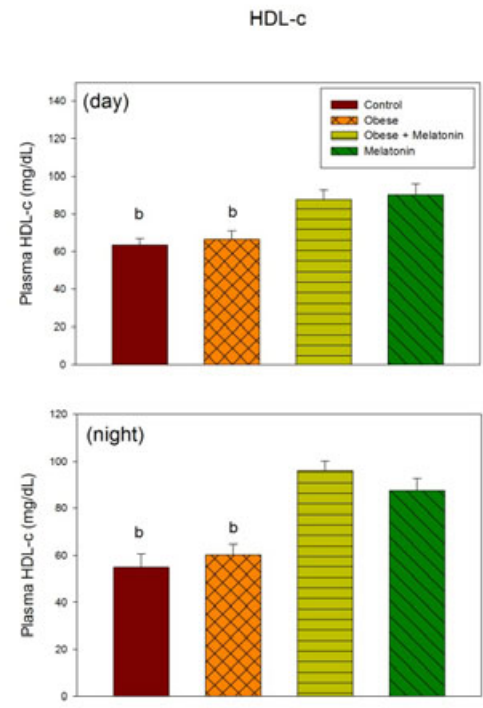 HDL-c
(day)
Control
Obese
Obese + Melatonin
Melatonin
Plasma HDL-c (mg/dL)
140
120
100
80
60
40
20
0
b
b
(night)
Plasma HDL-c (mg/dL)
120
100
80
60
40
20
0
b
b